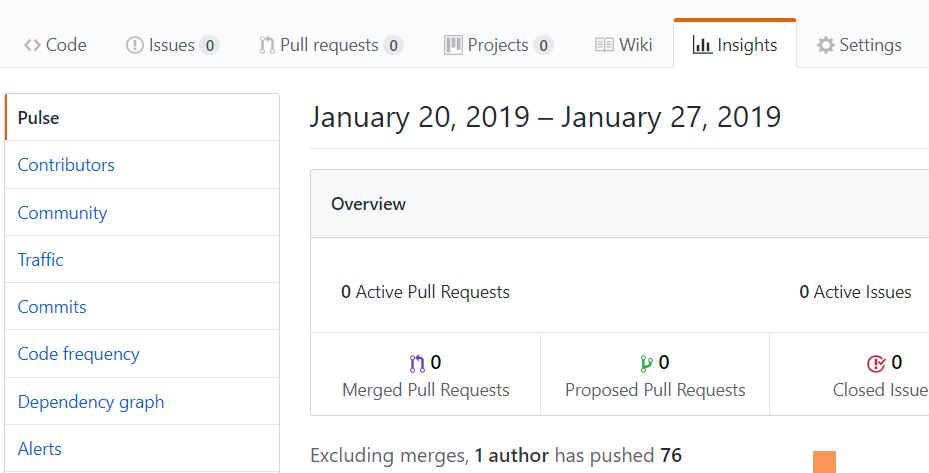 Code Issues 0 Pull requests 0 Projects 0 Wiki Insights Settings
Pulse
Contributors
Community
Traffic
Commits
Code frequency
Dependency graph
Alerts
January 20, 2019 – January 27, 2019
Overview
0 Active Pull Requests
0 Active Issues
0
Merged Pull Requests
0
Proposed Pull Requests
0
Closed Issue
Excluding merges, 1 author has pushed 76